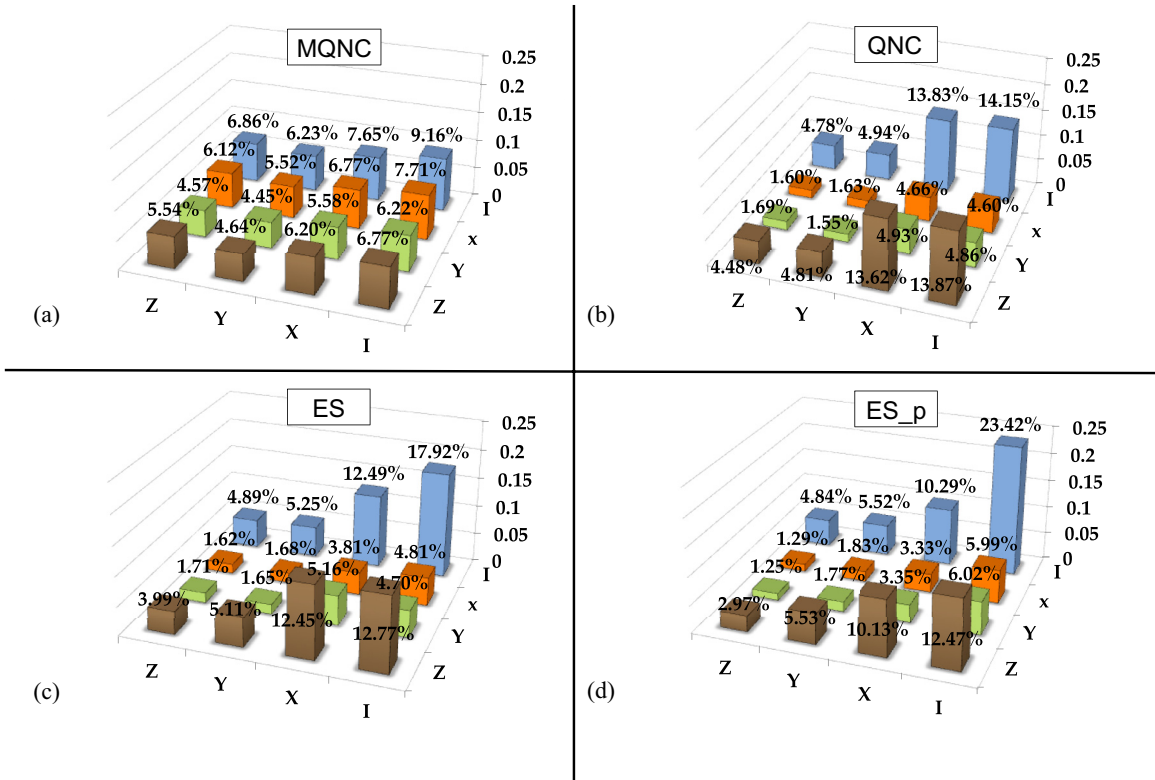 MQNC
0.25
0.2
0.15
0.1
0.05
0
6.86% 6.23% 7.65% 9.16%
6.12% 5.52% 6.77% 7.71%
4.57% 4.45% 5.58% 6.22%
5.54% 4.64% 6.20% 6.77%
I
x
Y
Z
Z Y X I
(a)
QNC
0.25
0.2
0.15
0.1
0.05
0
4.78% 4.94% 13.83% 14.15%
1.60% 1.63% 4.66% 4.60%
1.69% 1.55% 4.93% 4.86%
4.48% 4.81% 13.62% 13.87%
I
x
Y
Z
Z Y X I
(b)
ES
0.25
0.2
0.15
0.1
0.05
0
4.89% 5.25% 12.49% 17.92%
1.62% 1.68% 3.81% 4.81%
1.71% 1.65% 5.16% 4.70%
3.99% 5.11% 12.45% 12.77%
I
x
Y
Z
Z Y X I
(c)
ES_p
0.25
0.2
0.15
0.1
0.05
0
4.84% 5.52% 10.29% 23.42%
1.29% 1.83% 3.33% 5.99%
1.25% 1.77% 3.35% 6.02%
2.97% 5.53% 10.13% 12.47%
I
x
Y
Z
Z Y X I
(d)